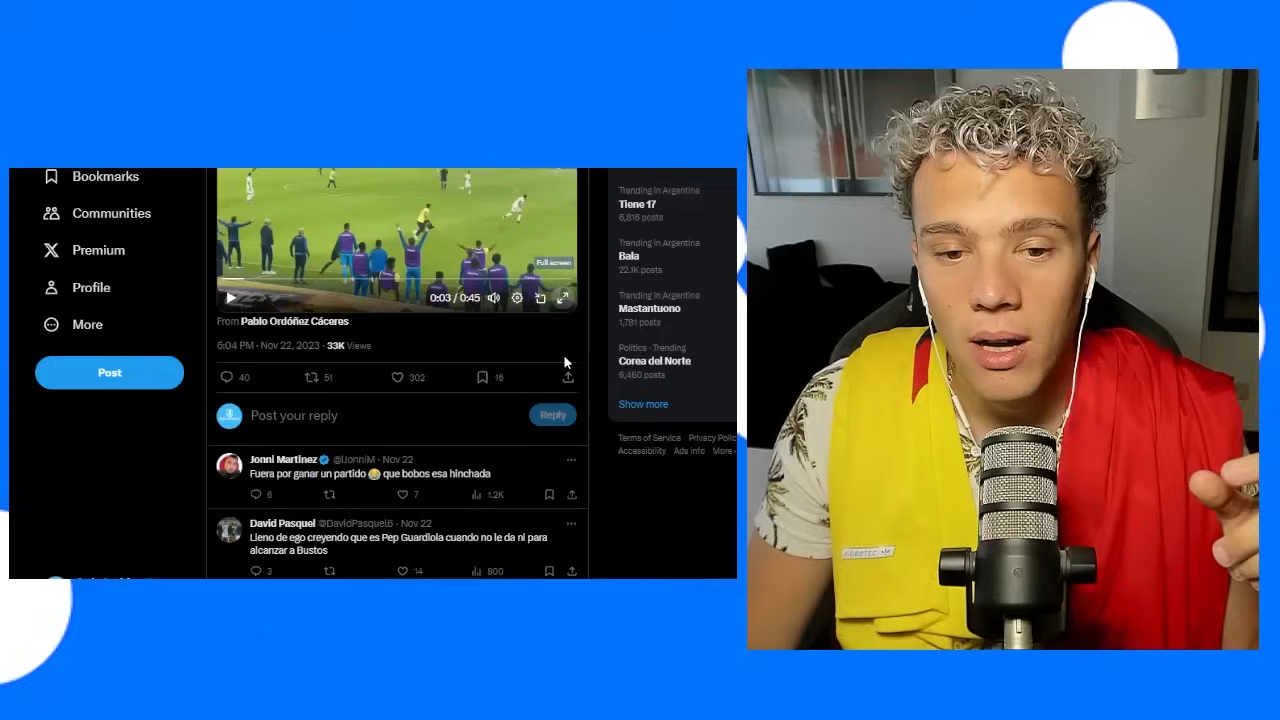 Bookmarks
Communities
Premium
Profile
More
Post
Full screen
0:03 / 0:45
From Pablo Ordóñez Cáceres
6:04 PM · Nov 22, 2023 · 33K Views
40 51 302 16
Post your reply
Reply
Jonni Martinez @lJonniM · Nov 22
Fuera por ganar un partido 😂 que bobos esa hinchada
6 7 1.2K
David Pasquel @DavidPasquel6 · Nov 22
Lleno de ego creyendo que es Pep Guardiola cuando no le da ni para
alcanzar a Bustos
3 14 800
Trending in Argentina
Tiene 17
6,816 posts
Trending in Argentina
Bala
22.1K posts
Trending in Argentina
Mastantuono
1,781 posts
Politics · Trending
Corea del Norte
6,460 posts
Show more
Terms of Service Privacy Polic
Accessibility Ads info More